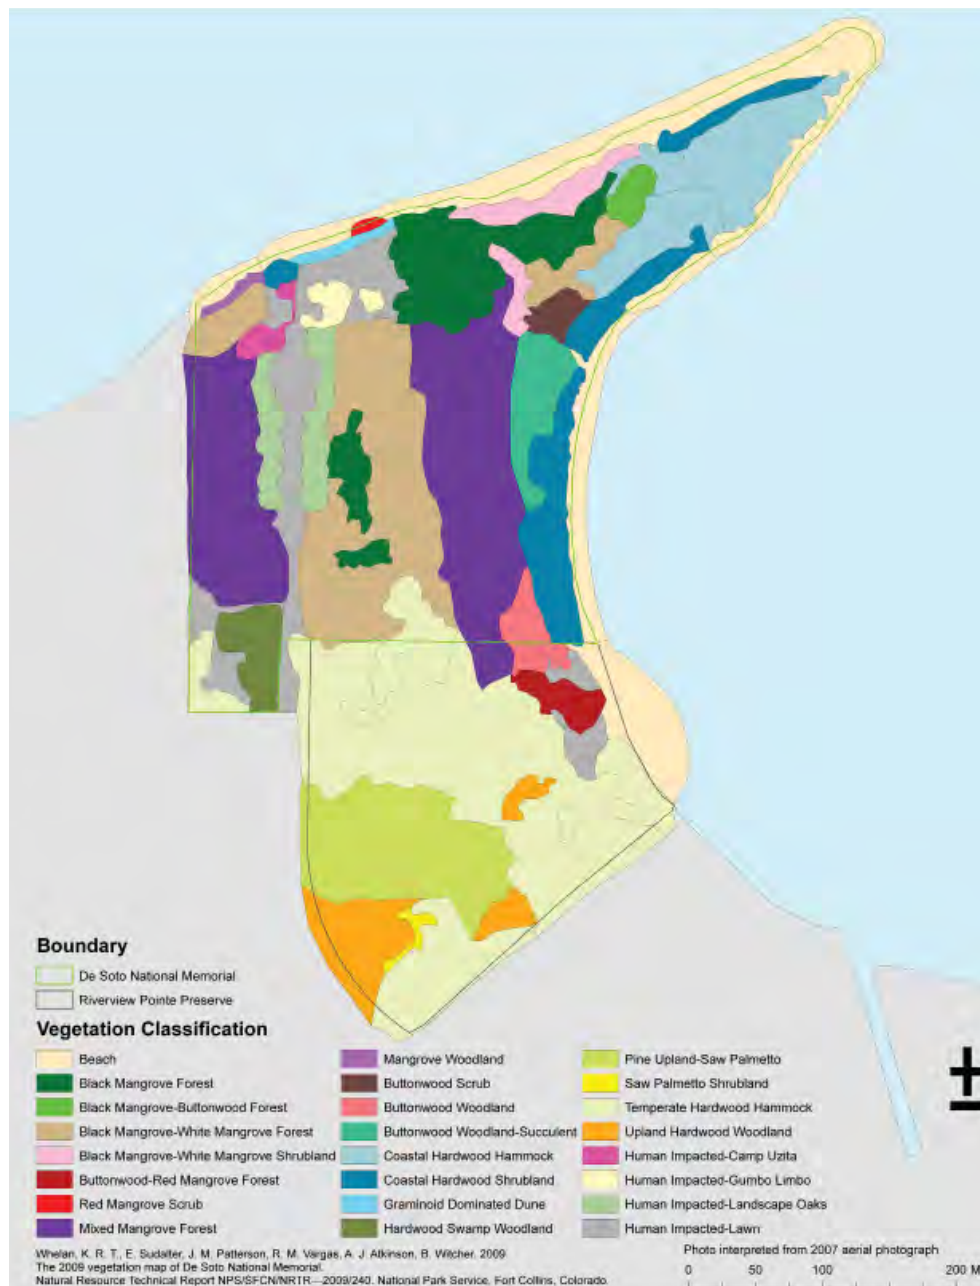 Boundary
De Soto National Memorial
Riverview Pointe Preserve
Vegetation Classification
Beach
Black Mangrove Forest
Black Mangrove-Buttonwood Forest
Black Mangrove-White Mangrove Forest
Black Mangrove-White Mangrove Shrubland
Buttonwood-Red Mangrove Forest
Red Mangrove Scrub
Mixed Mangrove Forest
Mangrove Woodland
Buttonwood Scrub
Buttonwood Woodland
Buttonwood Woodland-Succulent
Coastal Hardwood Hammock
Coastal Hardwood Shrubland
Graminoid Dominated Dune
Hardwood Swamp Woodland
Pine Upland-Saw Palmetto
Saw Palmetto Shrubland
Temperate Hardwood Hammock
Upland Hardwood Woodland
Human Impacted-Camp Uzita
Human Impacted-Gumbo Limbo
Human Impacted-Landscape Oaks
Human Impacted-Lawn
Whelan, K. R. T., E. Sudalter, J. M. Patterson, R. M. Vargas, A. J. Atkinson, B. Witcher. 2009
The 2009 vegetation map of De Soto National Memorial.
Natural Resource Technical Report NPS/SFCN/NRTR—2009/240. National Park Service, Fort Collins, Colorado.
Photo interpreted from 2007 aerial photograph
0 50 100 200